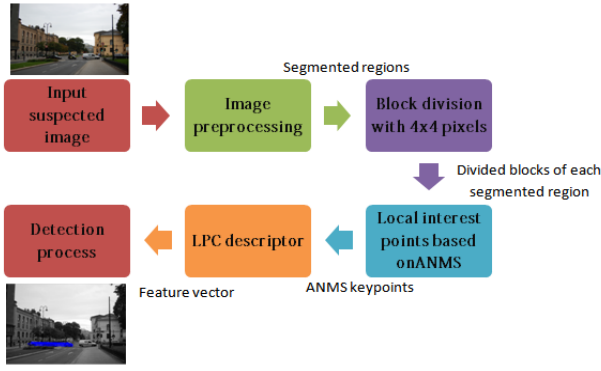 Input
suspected
image
Image
preprocessing
Segmented regions
Block division
with 4x4 pixels
Divided blocks of each
segmented region
Local interest
points based
onANMS
ANMS keypoints
LPC descriptor
Feature vector
Detection
process